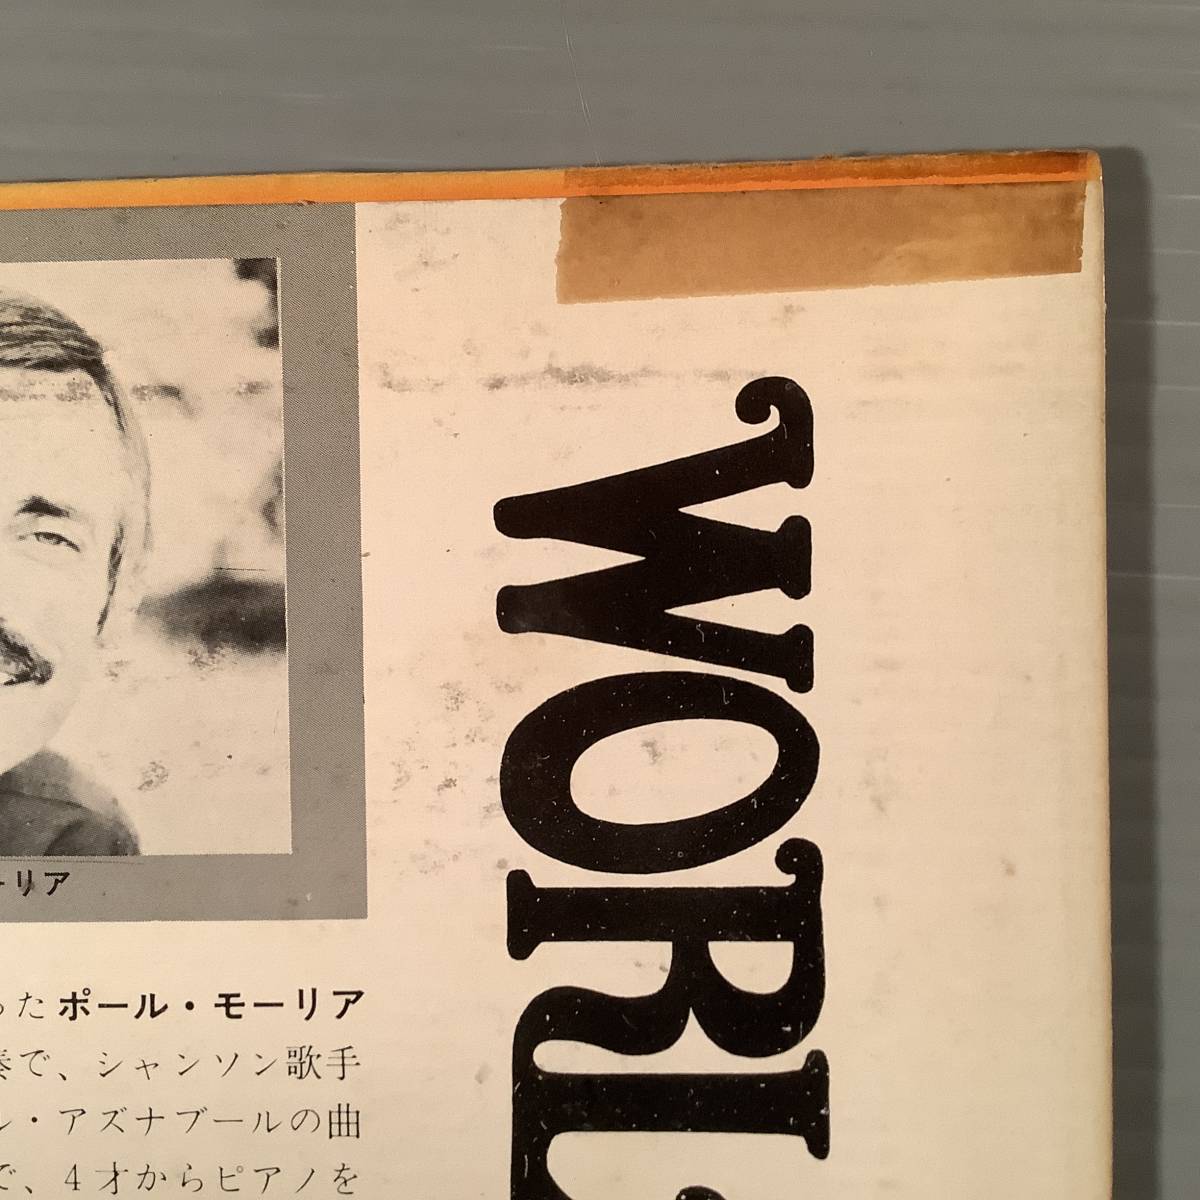 ーリア
った ポール・モーリア
奏で、シャンソン歌手
ル・アズナブールの曲
で、4才からピアノを
WORL